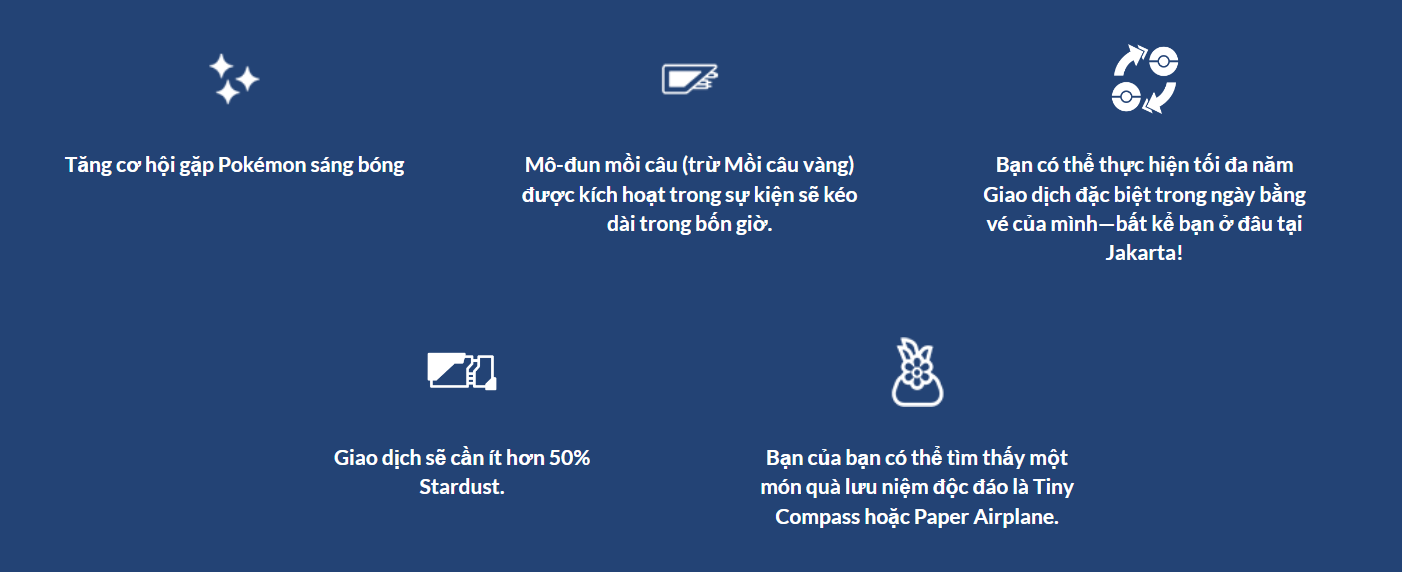 Tăng cơ hội gặp Pokémon sáng bóng
Mô-đun mồi câu (trừ Mồi câu vàng)
được kích hoạt trong sự kiện sẽ kéo
dài trong bốn giờ.
Bạn có thể thực hiện tối đa năm
Giao dịch đặc biệt trong ngày bằng
vé của mình—bất kể bạn ở đâu tại
Jakarta!
Giao dịch sẽ cần ít hơn 50%
Stardust.
Bạn của bạn có thể tìm thấy một
món quà lưu niệm độc đáo là Tiny
Compass hoặc Paper Airplane.